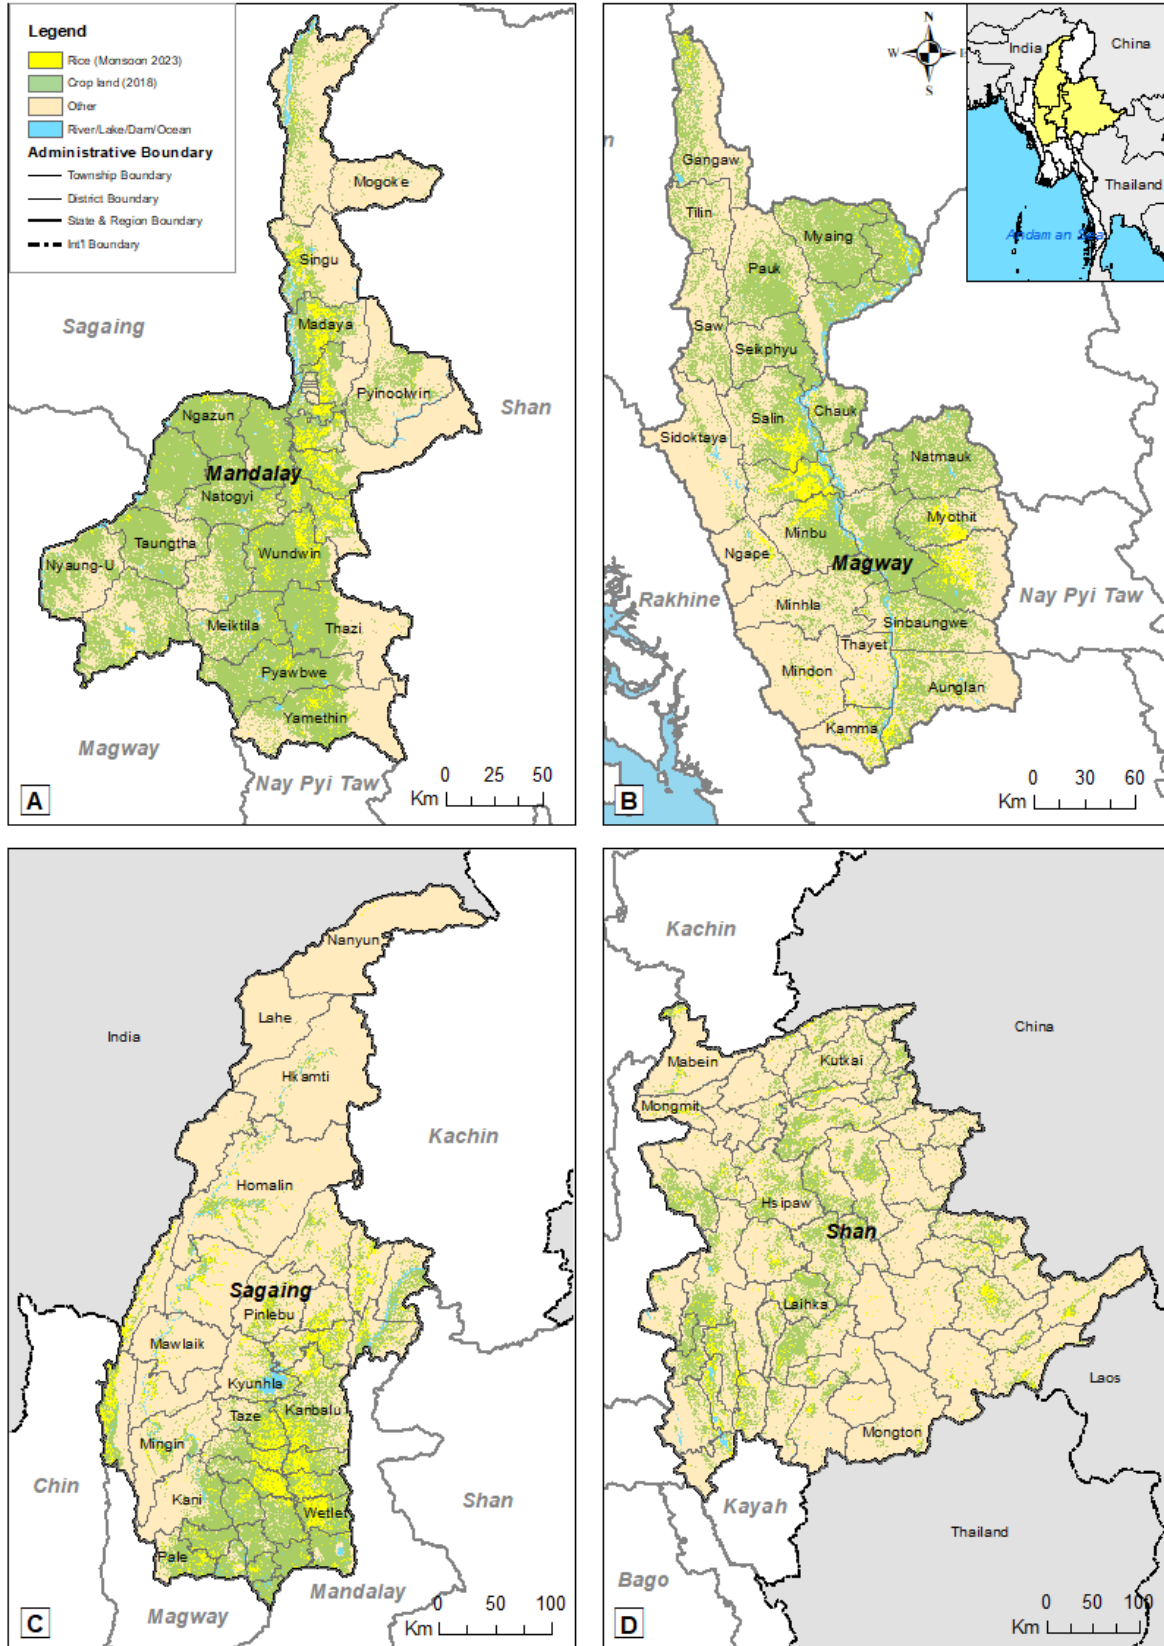 Legend
Rice (Monsoon 2023)
Crop land (2018)
Other
River/Lake/Dam/Ocean
Administrative Boundary
Township Boundary
District Boundary
State & Region Boundary
Int'l Boundary
Mogoke
Singu
Sagaing
Madaya
Pyinoolwin
Shan
Ngazun
Mandalay
Natogyi
Taungtha
Wundwin
Nyaung-U
Meiktila
Thazi
Pyawbwe
Yamethin
Magway
Nay Pyi Taw
0 25 50
Km
A
N
W E
S
India
China
Thailand
Andaman Sea
n
Gangaw
Tilin
Myaing
Pauk
Saw
Seikphyu
Chauk
Salin
Sidoktaya
Natmauk
Myothit
Minbu
Ngape
Magway
Rakhine
Nay Pyi Taw
Minhla
Sinbaungwe
Thayet
Mindon
Aunglan
Kamma
0 30 60
Km
B
Nanyun
Lahe
India
Hkamti
Kachin
Homalin
Sagaing
Pinlebu
Mawlaik
Kyunhla
Taze
Kanbalu
Mingin
Chin
Kani
Shan
Wetlet
Pale
Mandalay
Magway
0 50 100
Km
C
Kachin
China
Mabein
Kutkai
Mongmit
Hsipaw
Shan
Laihka
Laos
Mongton
Kayah
Thailand
Bago
0 50 100
Km
D